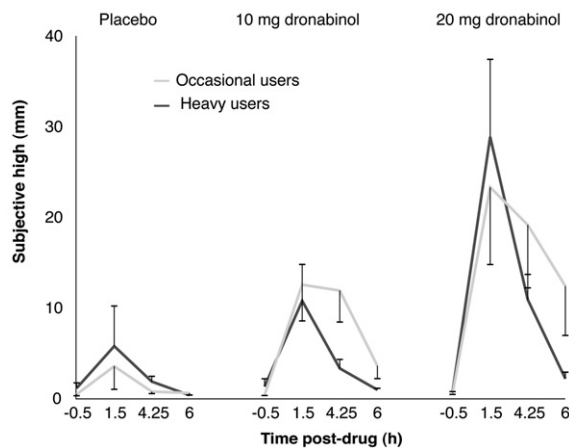 Placebo 10 mg dronabinol 20 mg dronabinol
40
30
20
10
0
Subjective high (mm)
Occasional users
Heavy users
-0.5 1.5 4.25 6 -0.5 1.5 4.25 6 -0.5 1.5 4.25 6
Time post-drug (h)